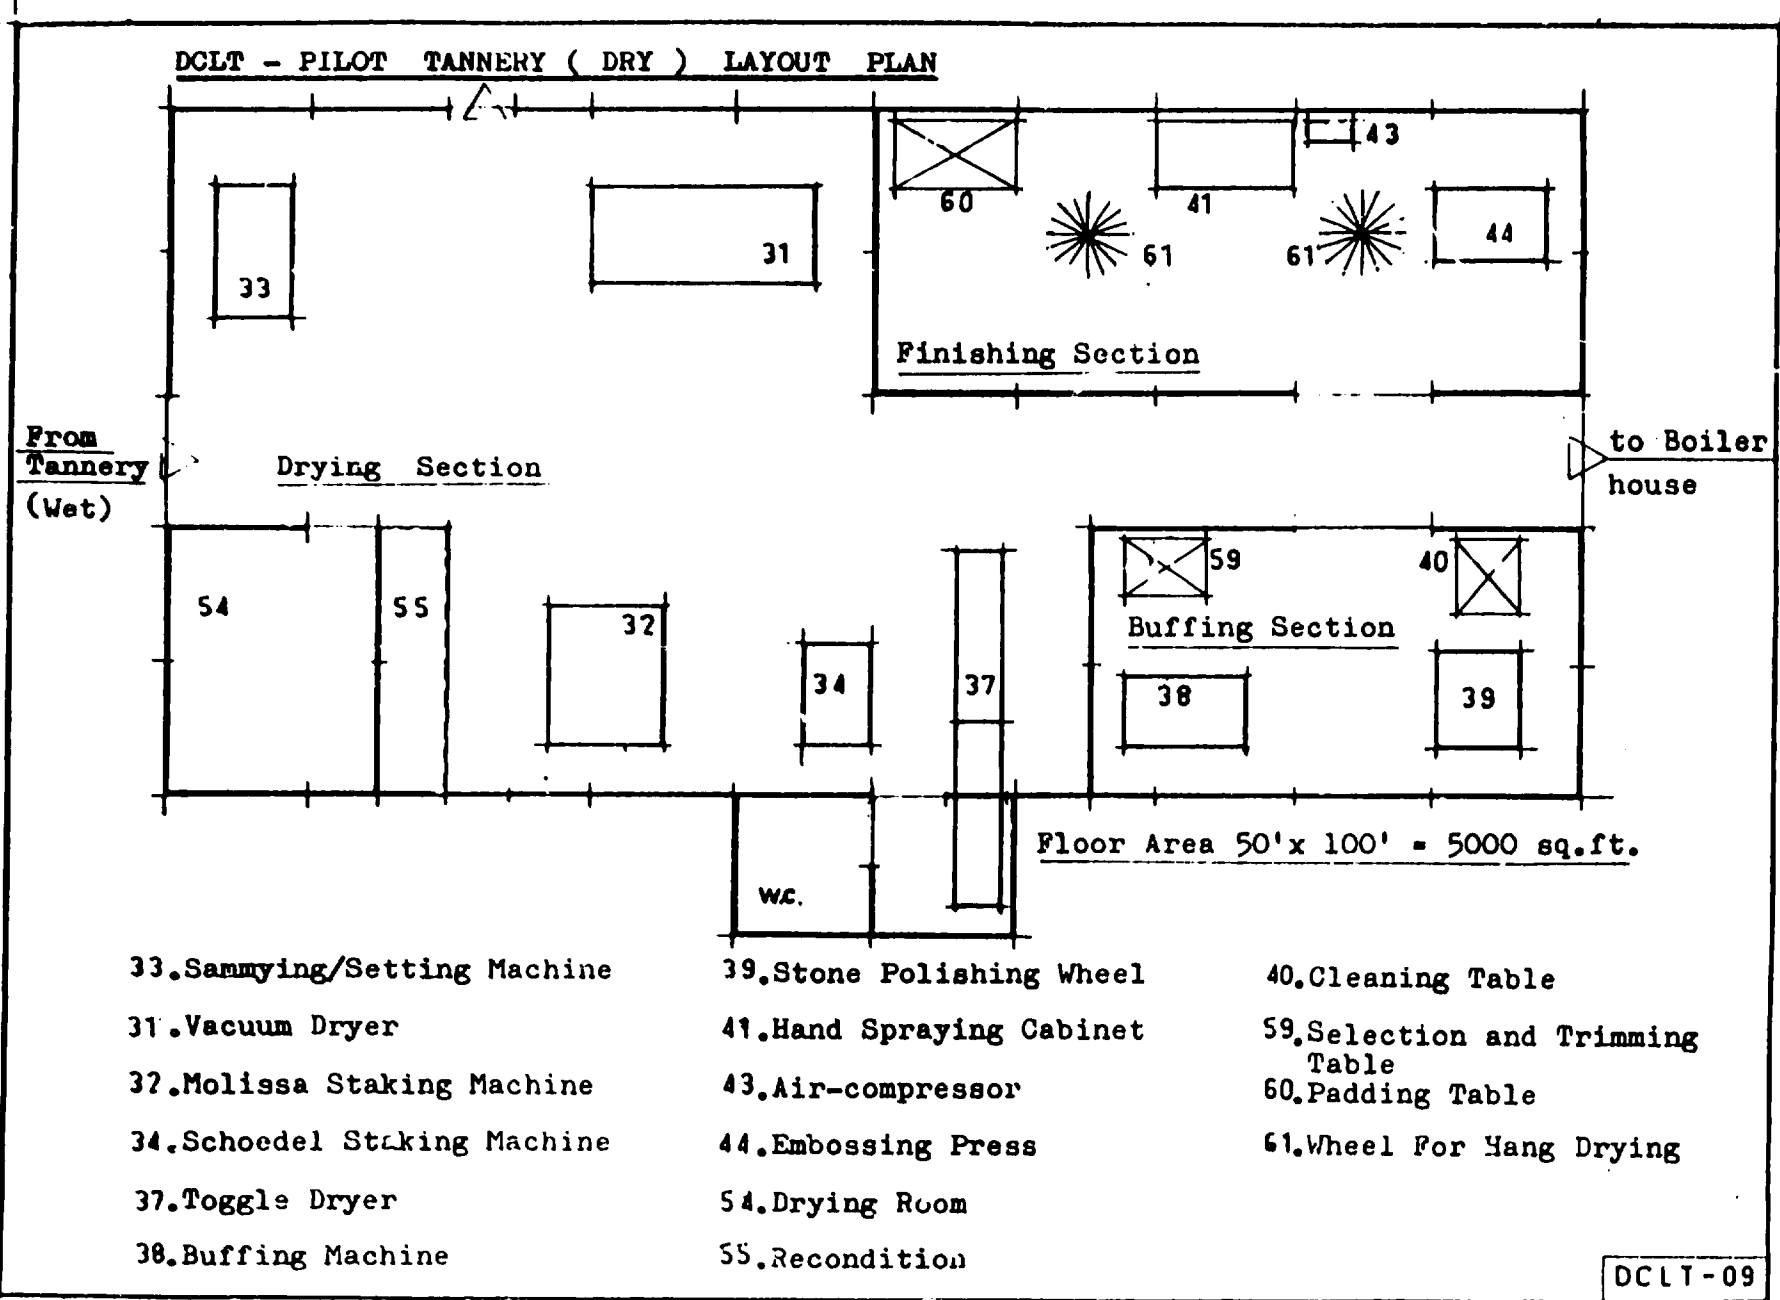 DCLT - PILOT TANNERY ( DRY ) LAYOUT PLAN
43
60
41
44
31
61
61
33
Finishing Section
From
Tannery
(Wet)
Drying Section
to Boiler
house
59
40
54
55
32
Buffing Section
34
37
38
39
Floor Area 50'x 100' = 5000 sq.ft.
W.C.
33.Sammying/Setting Machine
31.Vacuum Dryer
32.Molissa Staking Machine
34.Schoedel Staking Machine
37.Toggle Dryer
38.Buffing Machine
39.Stone Polishing Wheel
41.Hand Spraying Cabinet
43.Air-compressor
44.Embossing Press
54.Drying Room
55.Recondition
40.Cleaning Table
59.Selection and Trimming
Table
60.Padding Table
61.Wheel For Hang Drying
DCLT-09